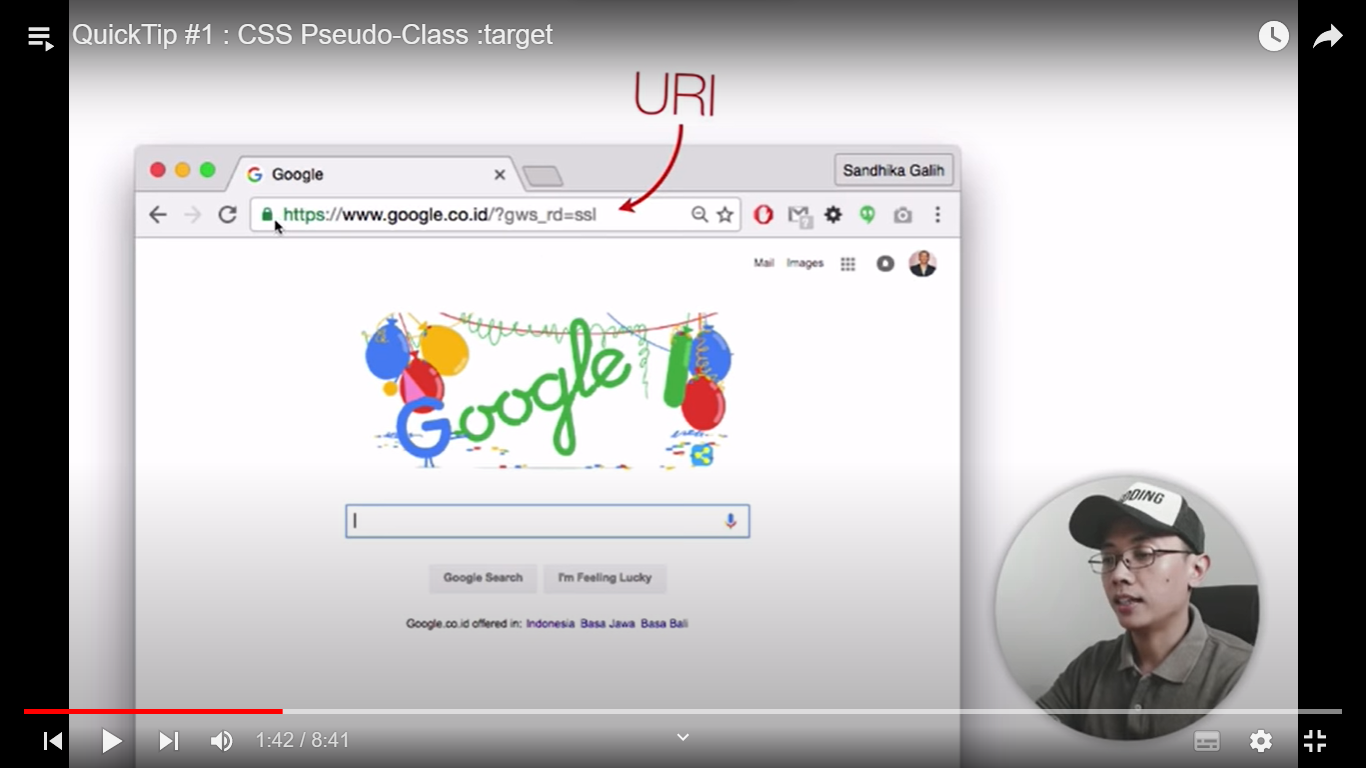 QuickTip #1 : CSS Pseudo-Class :target
URI
Google
Sandhika Galih
https://www.google.co.id/?gws_rd=ssl
Mail Images
Google
Google Search I'm Feeling Lucky
Google.co.id offered in: Indonesia Basa Jawa Basa Bali
1:42 / 8:41